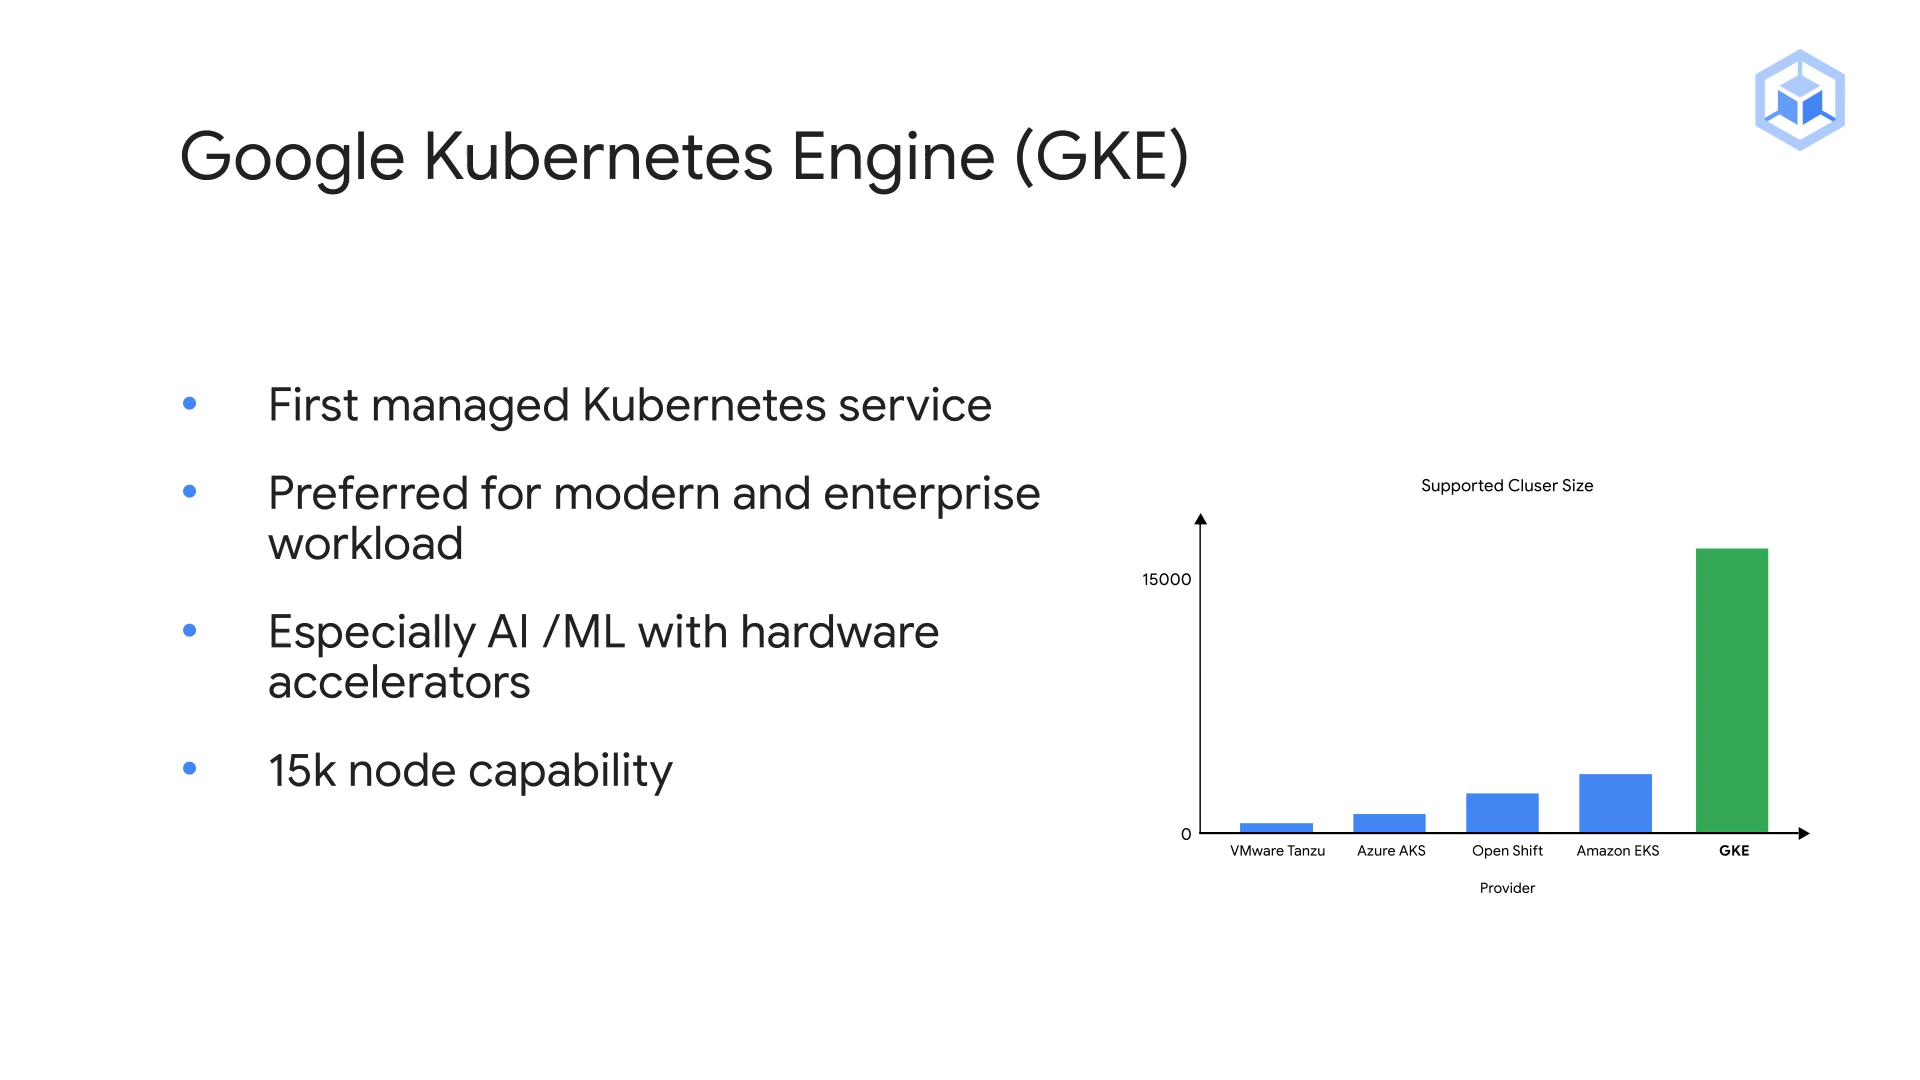 Google Kubernetes Engine (GKE)
• First managed Kubernetes service
• Preferred for modern and enterprise
workload
• Especially AI /ML with hardware
accelerators
• 15k node capability
Supported Cluser Size
15000
0
VMware Tanzu Azure AKS Open Shift Amazon EKS GKE
Provider